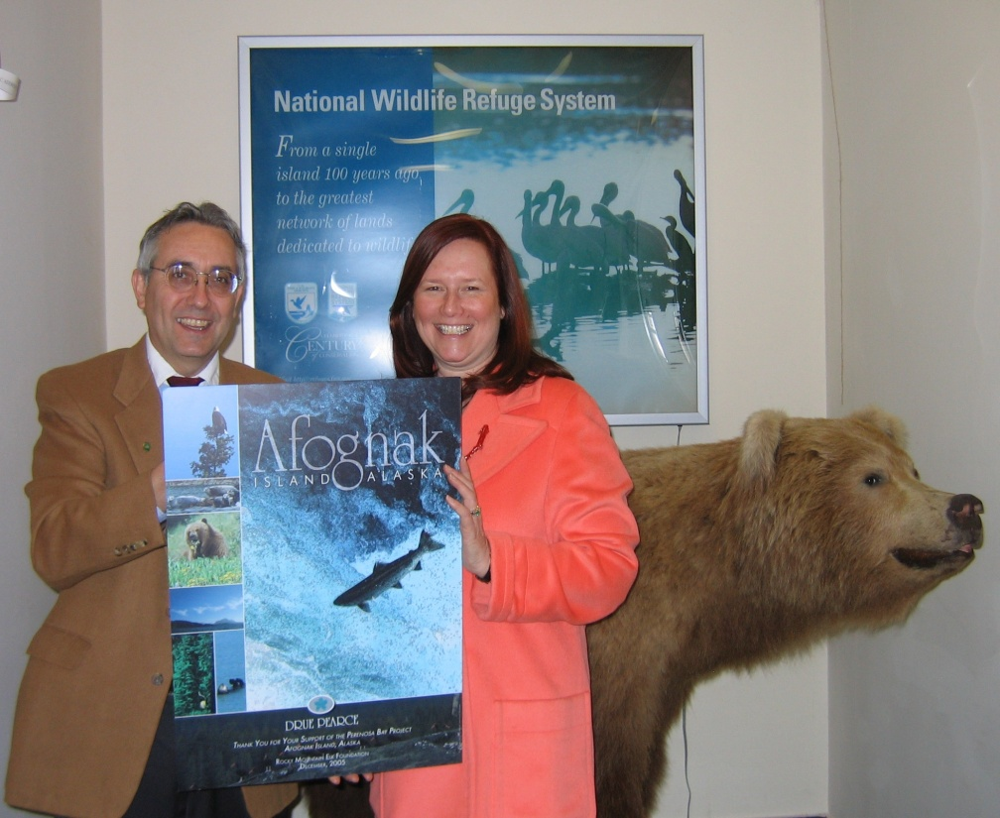 National Wildlife Refuge System
From a single
island 100 years ago,
to the greatest
network of lands
dedicated to wildlife
CENTURY
Afognak
ISLAND ALASKA
DRUE PEARCE
THANK YOU FOR YOUR SUPPORT OF THE PERENOSA BAY PROJECT
AFOGNAK ISLAND, ALASKA
ROCKY MOUNTAIN ELK FOUNDATION
DECEMBER, 2005